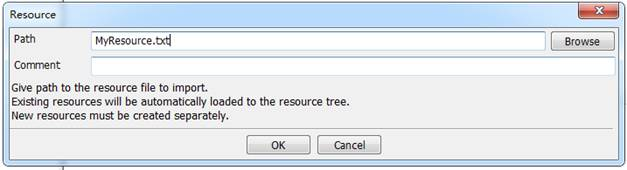 Resource
Path MyResource.txt Browse
Comment
Give path to the resource file to import.
Existing resources will be automatically loaded to the resource tree.
New resources must be created separately.
OK Cancel